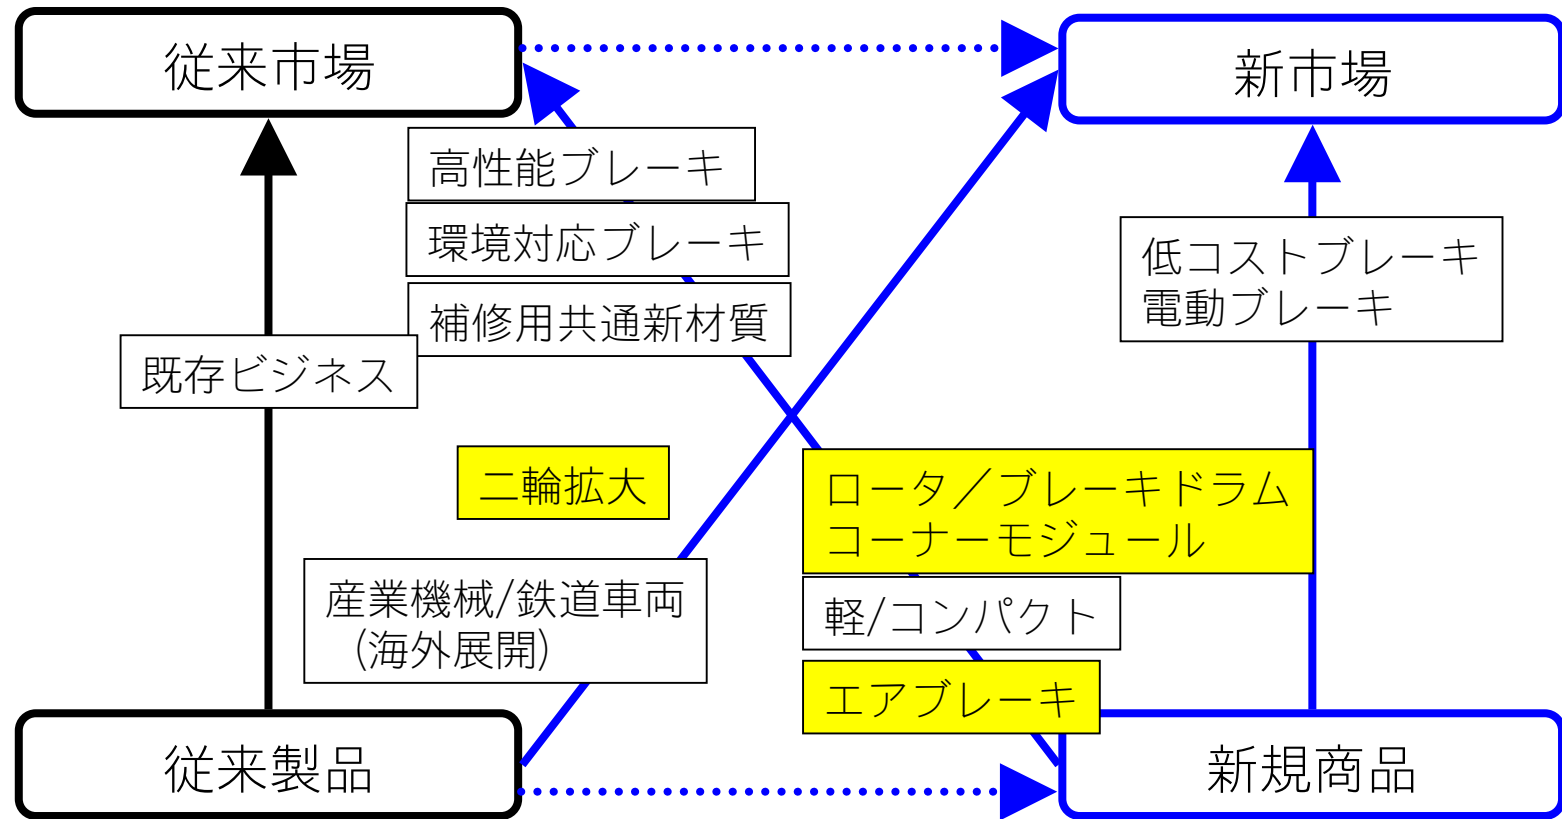 従来市場
新市場
高性能ブレーキ
環境対応ブレーキ
補修用共通新材質
低コストブレーキ
電動ブレーキ
既存ビジネス
二輪拡大
ロータ／ブレーキドラム
コーナーモジュール
産業機械/鉄道車両
（海外展開）
軽/コンパクト
エアブレーキ
従来製品
新規商品